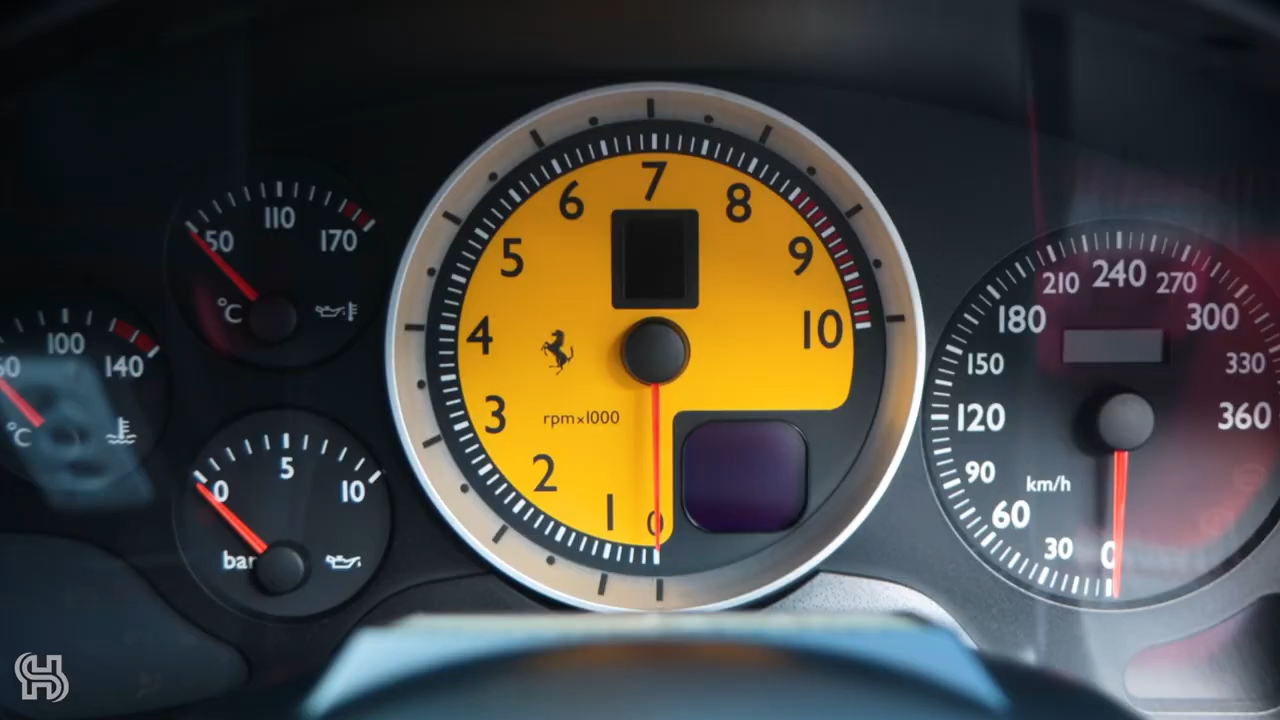 50 110 170
°C
100 140
°C
0 5 10
bar
0 1 2 3 4 5 6 7 8 9 10
rpm×1000
0 30 60 90 120 150 180 210 240 270 300 330 360
km/h
SH